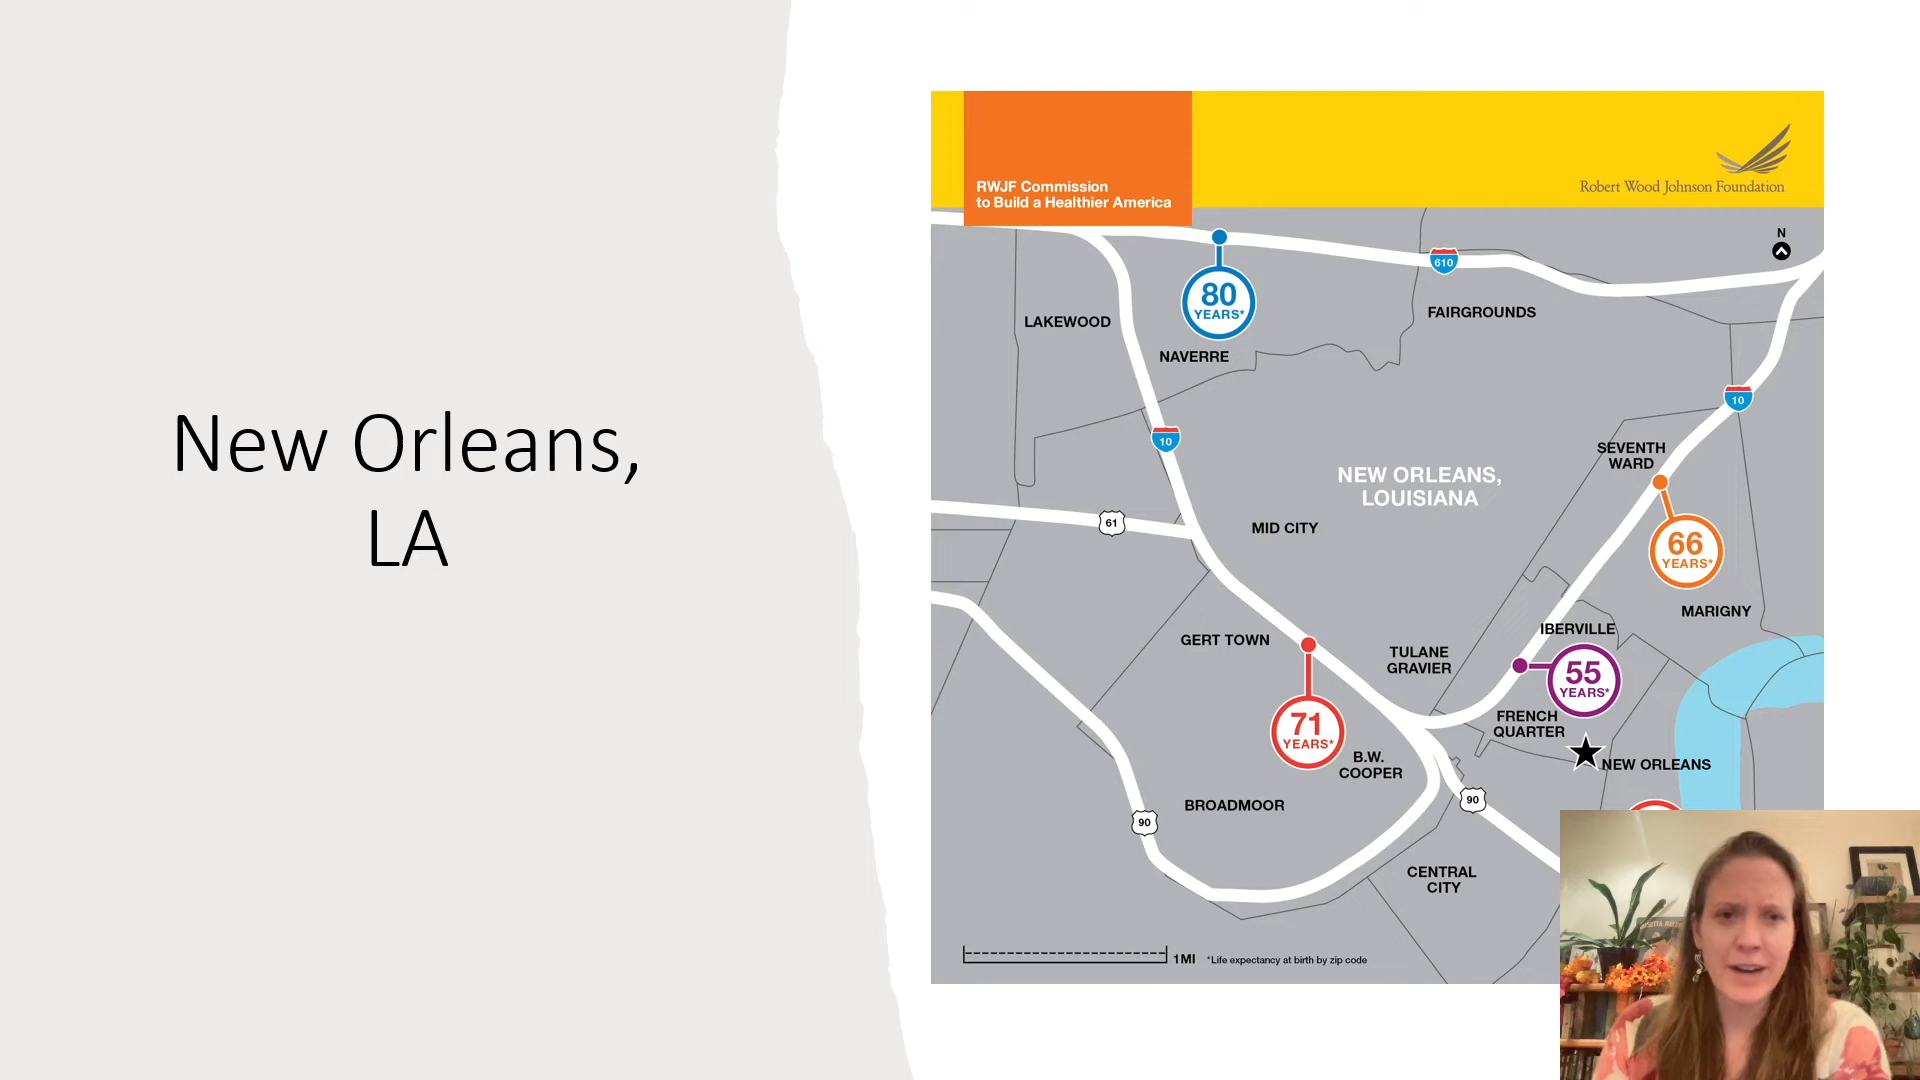 New Orleans,
LA
RWJF Commission
to Build a Healthier America
Robert Wood Johnson Foundation
N
610
80
YEARS*
LAKEWOOD
FAIRGROUNDS
NAVERRE
10
10
SEVENTH
WARD
NEW ORLEANS,
LOUISIANA
61
MID CITY
66
YEARS*
MARIGNY
IBERVILLE
GERT TOWN
TULANE
GRAVIER
55
YEARS*
71
YEARS*
FRENCH
QUARTER
B.W.
COOPER
NEW ORLEANS
BROADMOOR
90
90
CENTRAL
CITY
1MI
*Life expectancy at birth by zip code